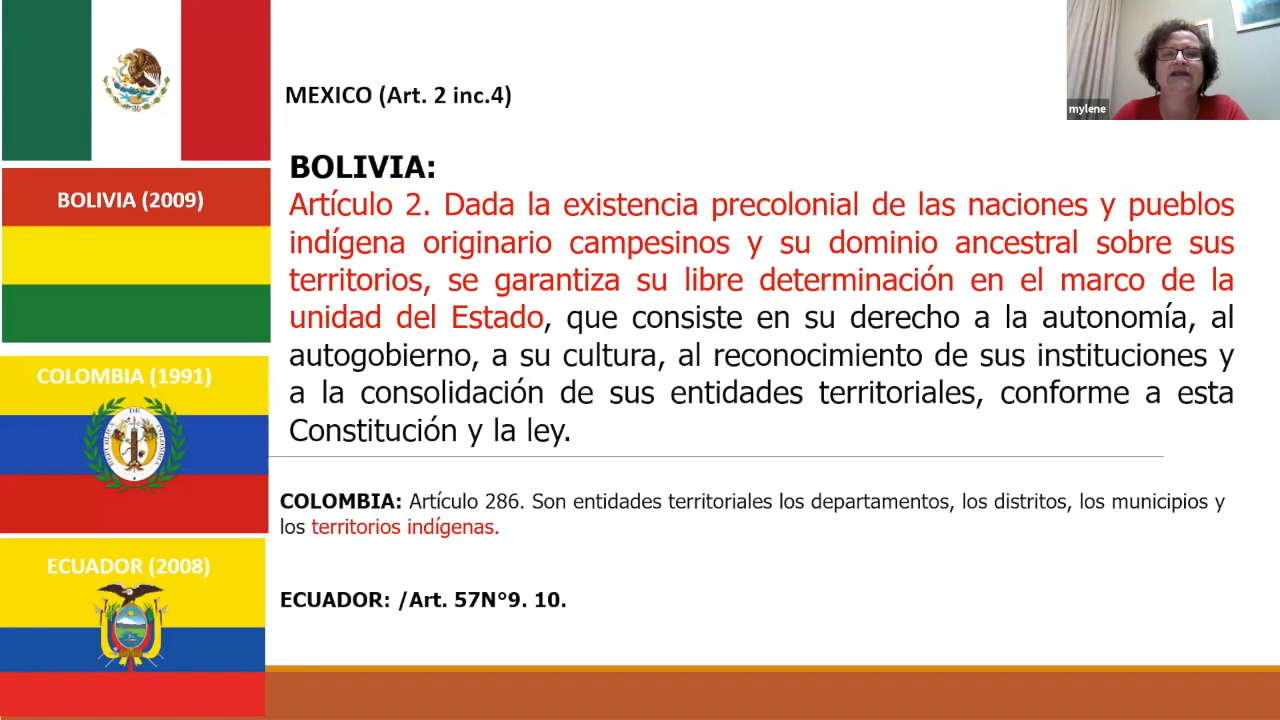 MEXICO (Art. 2 inc.4)
mylene
BOLIVIA (2009)
BOLIVIA:
Artículo 2. Dada la existencia precolonial de las naciones y pueblos
indígena originario campesinos y su dominio ancestral sobre sus
territorios, se garantiza su libre determinación en el marco de la
unidad del Estado, que consiste en su derecho a la autonomía, al
autogobierno, a su cultura, al reconocimiento de sus instituciones y
a la consolidación de sus entidades territoriales, conforme a esta
Constitución y la ley.
COLOMBIA (1991)
REPUBLICA DE COLOMBIA
COLOMBIA: Artículo 286. Son entidades territoriales los departamentos, los distritos, los municipios y
los territorios indígenas.
ECUADOR (2008)
ECUADOR: /Art. 57N°9. 10.